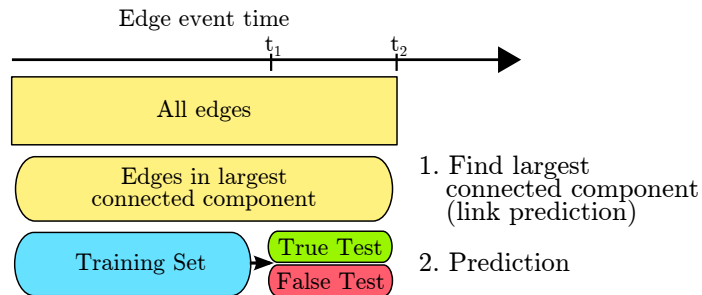 Edge event time
t₁ t₂
All edges
Edges in largest
connected component
1. Find largest
connected component
(link prediction)
Training Set
True Test
False Test
2. Prediction